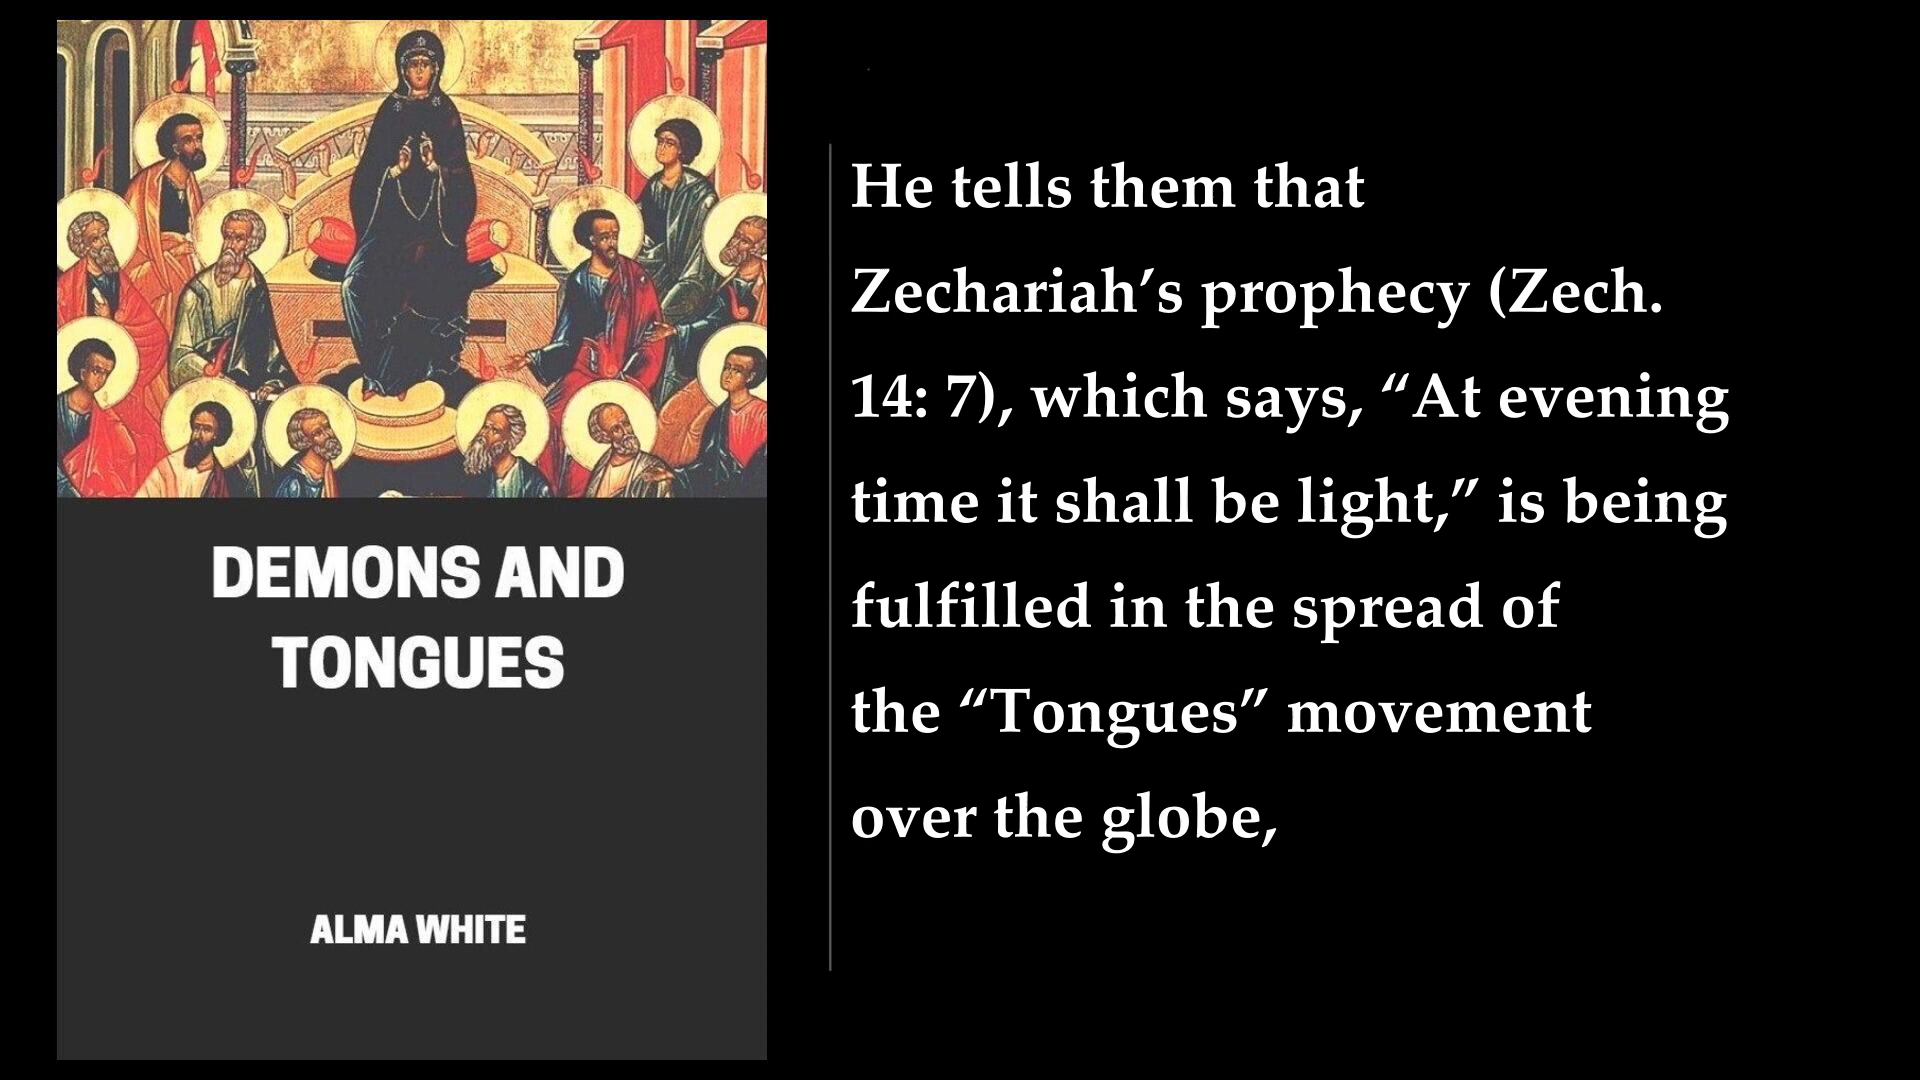 DEMONS AND
TONGUES
ALMA WHITE
He tells them that
Zechariah’s prophecy (Zech.
14: 7), which says, “At evening
time it shall be light,” is being
fulfilled in the spread of
the “Tongues” movement
over the globe,